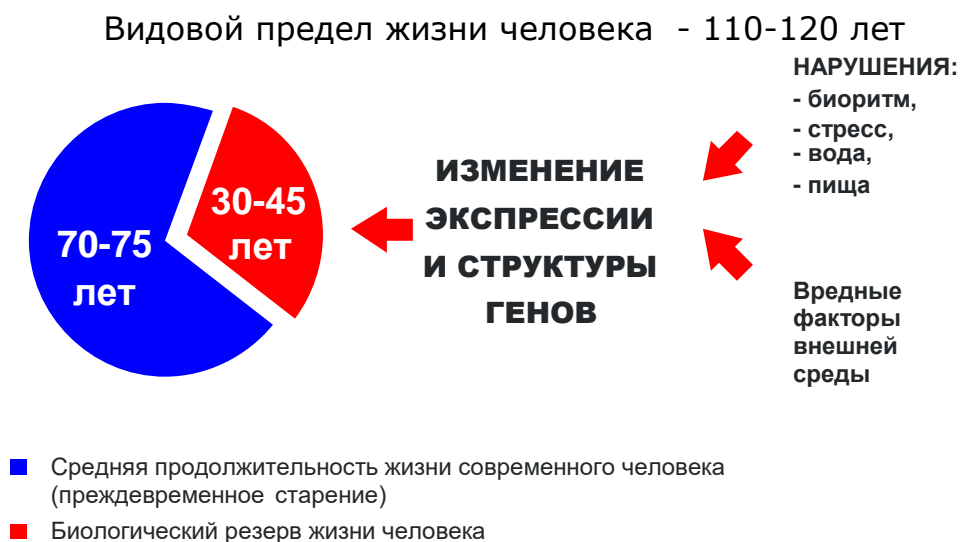 Видовой предел жизни человека - 110-120 лет
НАРУШЕНИЯ:
- биоритм,
- стресс,
- вода,
- пища
ИЗМЕНЕНИЕ
ЭКСПРЕССИИ
И СТРУКТУРЫ
ГЕНОВ
30-45
лет
70-75
лет
Вредные
факторы
внешней
среды
Средняя продолжительность жизни современного человека
(преждевременное старение)
Биологический резерв жизни человека